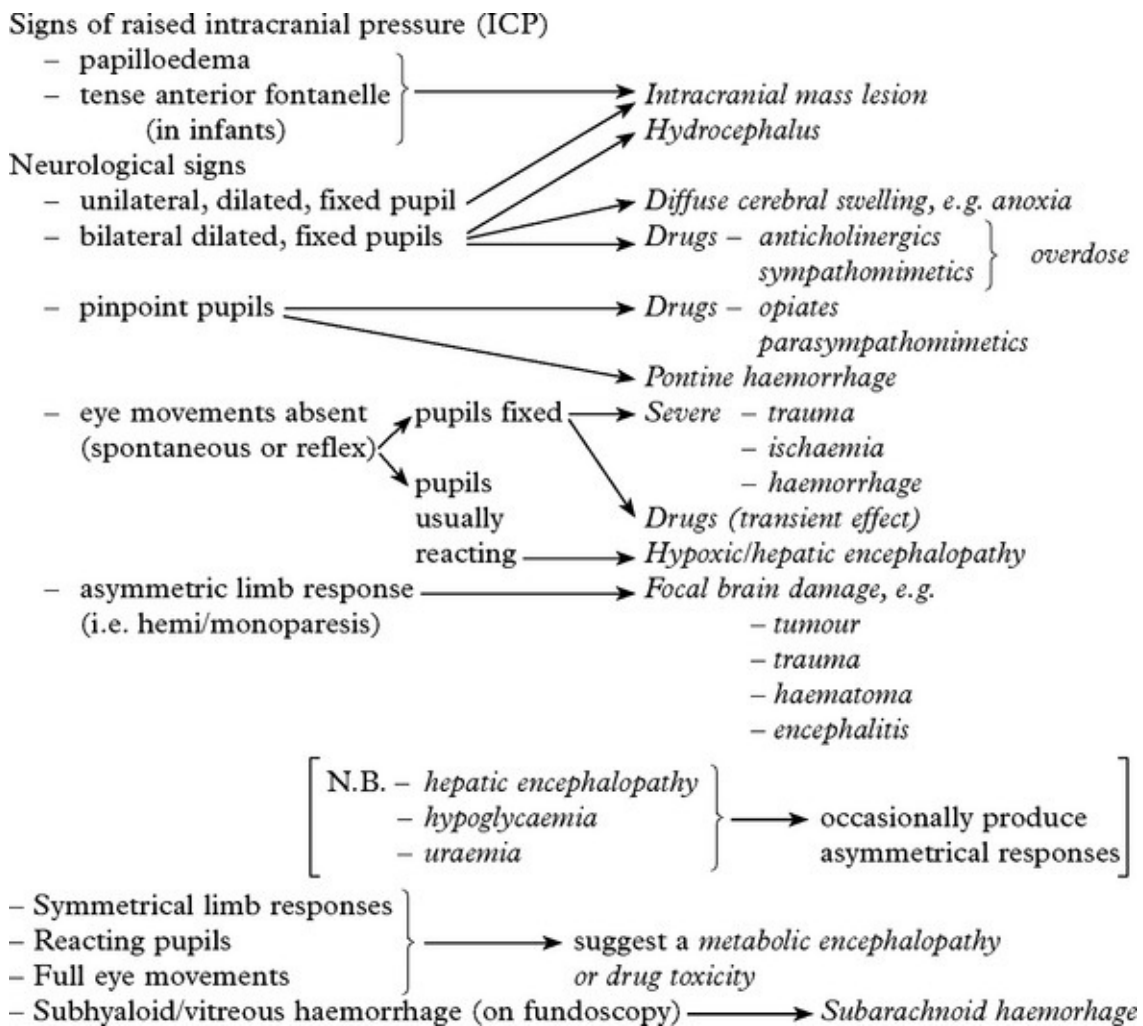 Signs of raised intracranial pressure (ICP)
– papilloedema
– tense anterior fontanelle Intracranial mass lesion
(in infants) Hydrocephalus
Neurological signs
– unilateral, dilated, fixed pupil Diffuse cerebral swelling, e.g. anoxia
– bilateral dilated, fixed pupils Drugs – anticholinergics
sympathomimetics overdose
– pinpoint pupils Drugs – opiates
parasympathomimetics
Pontine haemorrhage
– eye movements absent pupils fixed Severe – trauma
(spontaneous or reflex) – ischaemia
pupils – haemorrhage
usually Drugs (transient effect)
reacting Hypoxic/hepatic encephalopathy
– asymmetric limb response Focal brain damage, e.g.
(i.e. hemi/monoparesis) – tumour
– trauma
– haematoma
– encephalitis
N.B. – hepatic encephalopathy
– hypoglycaemia occasionally produce
– uraemia asymmetrical responses
– Symmetrical limb responses
– Reacting pupils suggest a metabolic encephalopathy
– Full eye movements or drug toxicity
– Subhyaloid/vitreous haemorrhage (on fundoscopy) Subarachnoid haemorrhage